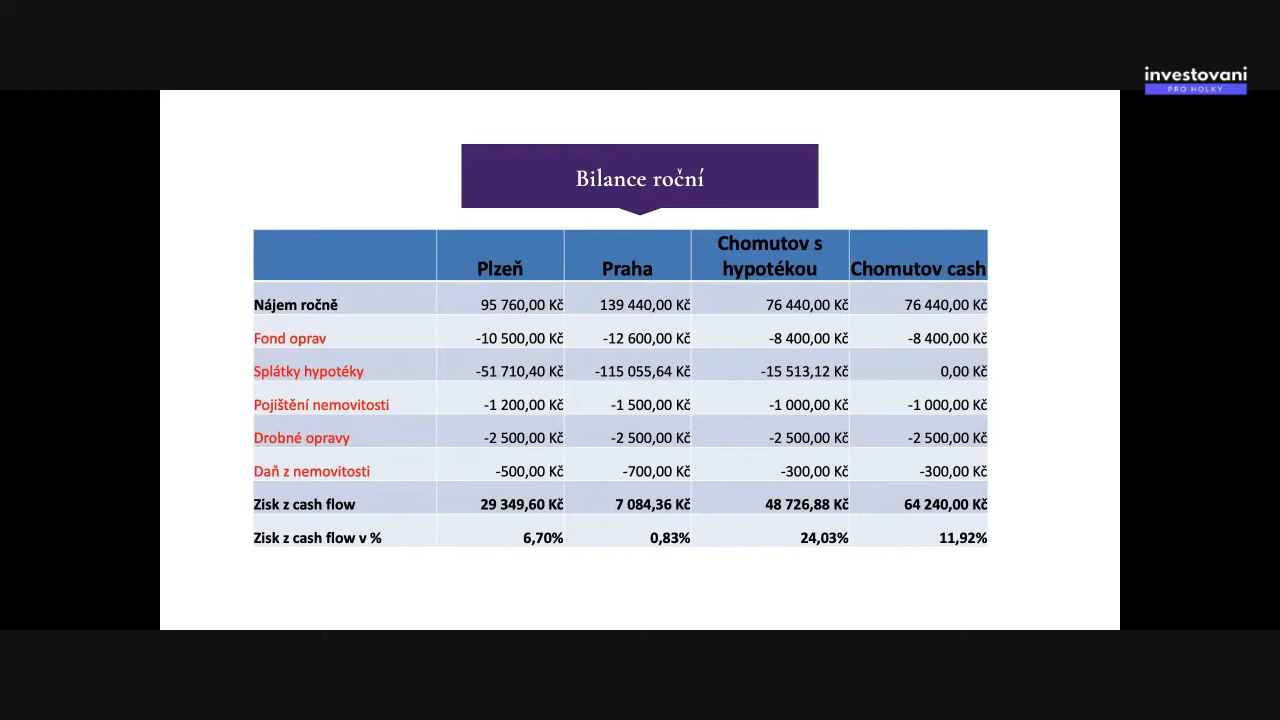 investovani
PRO HOLKY
Bilance roční
Plzeň Praha Chomutov s hypotékou Chomutov cash
Nájem ročně 95 760,00 Kč 139 440,00 Kč 76 440,00 Kč 76 440,00 Kč
Fond oprav -10 500,00 Kč -12 600,00 Kč -8 400,00 Kč -8 400,00 Kč
Splátky hypotéky -51 710,40 Kč -115 055,64 Kč -15 513,12 Kč 0,00 Kč
Pojištění nemovitosti -1 200,00 Kč -1 500,00 Kč -1 000,00 Kč -1 000,00 Kč
Drobné opravy -2 500,00 Kč -2 500,00 Kč -2 500,00 Kč -2 500,00 Kč
Daň z nemovitosti -500,00 Kč -700,00 Kč -300,00 Kč -300,00 Kč
Zisk z cash flow 29 349,60 Kč 7 084,36 Kč 48 726,88 Kč 64 240,00 Kč
Zisk z cash flow v % 6,70% 0,83% 24,03% 11,92%